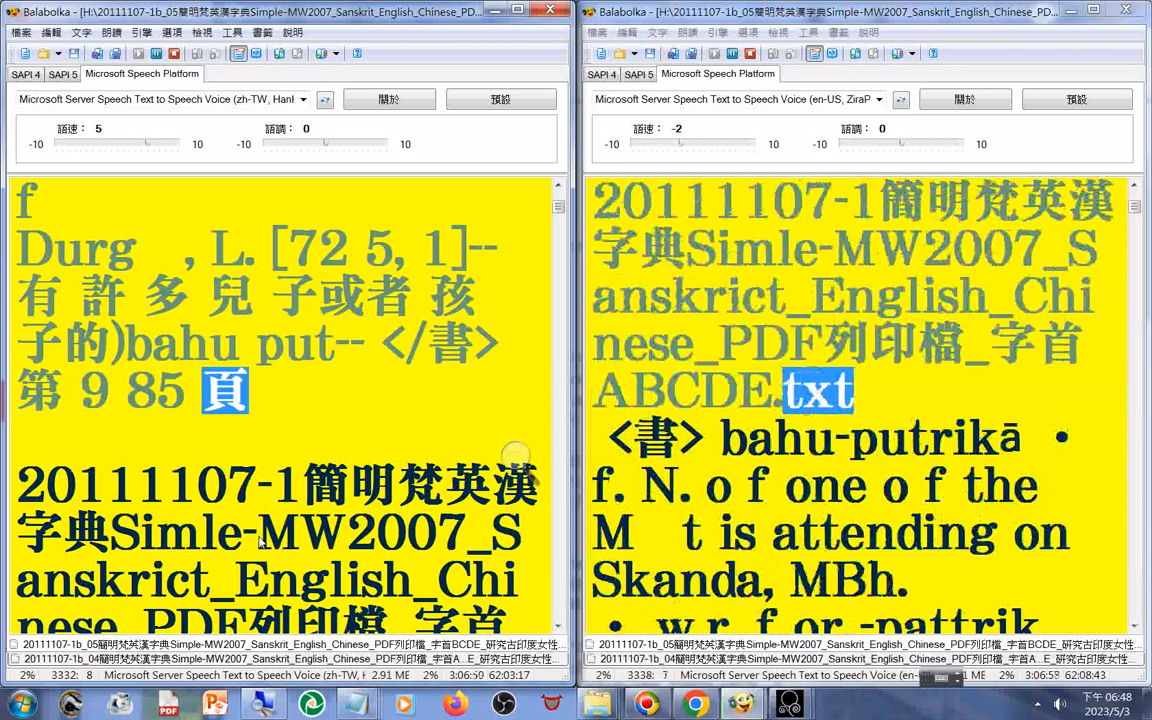 Balabolka - [H:\20111107-1b_05簡明梵英漢字典Simple-MW2007_Sanskrit_English_Chinese_PD...
檔案 編輯 文字 朗讀 引擎 選項 檢視 工具 書籤 說明
SAPI 4 SAPI 5 Microsoft Speech Platform
Microsoft Server Speech Text to Speech Voice (zh-TW, HanH
關於
預設
語速： 5
語調： 0
-10 10 -10 10
f
Durg , L. [72 5, 1]--
有 許 多 兒 子或者 孩
子的)bahu put-- </書>
第 9 85 頁
20111107-1簡明梵英漢
字典Simle-MW2007_S
anskrict_English_Chi
nese_PDF列印檔_字首
20111107-1b_05簡明梵英漢字典Simple-MW2007_Sanskrit_English_Chinese_PDF列印檔_字首BCDE_研究古印度女性...
20111107-1b_04簡明梵英漢字典Simple-MW2007_Sanskrit_English_Chinese_PDF列印檔_字首A...E_研究古印度女性...
2% 3332: 8 Microsoft Server Speech Text to Speech Voice (zh-TW, H 2.91 MB 2% 3:06:50 62:03:17
Balabolka - [H:\20111107-1b_05簡明梵英漢字典Simple-MW2007_Sanskrit_English_Chinese_PD...
檔案 編輯 文字 朗讀 引擎 選項 檢視 工具 書籤 說明
SAPI 4 SAPI 5 Microsoft Speech Platform
Microsoft Server Speech Text to Speech Voice (en-US, ZiraP
關於
預設
語速： -2
語調： 0
-10 10 -10 10
20111107-1簡明梵英漢
字典Simle-MW2007_S
anskrict_English_Chi
nese_PDF列印檔_字首
ABCDE.txt
<書> bahu-putrikā •
f. N. o f one o f the
M t is attending on
Skanda, MBh.
• w.r. f or -pattrik
20111107-1b_05簡明梵英漢字典Simple-MW2007_Sanskrit_English_Chinese_PDF列印檔_字首BCDE_研究古印度女性...
20111107-1b_04簡明梵英漢字典Simple-MW2007_Sanskrit_English_Chinese_PDF列印檔_字首A...E_研究古印度女性...
2% 3338: 7 Microsoft Server Speech Text to Speech 2.91 MB 2% 3:06:55 62:08:43
下午 06:48
2023/5/3